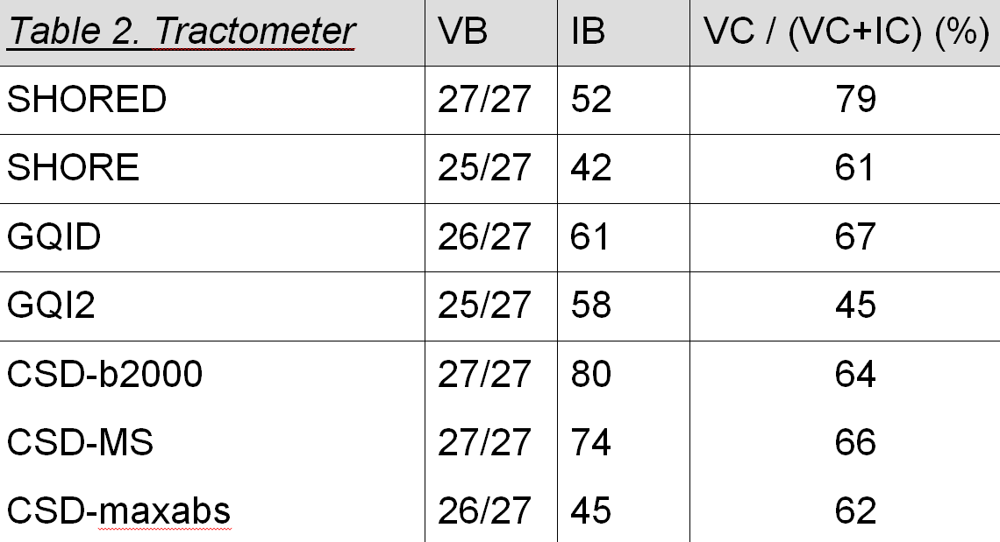 Table 2. Tractometer VB IB VC / (VC+IC) (%)
SHORED 27/27 52 79
SHORE 25/27 42 61
GQID 26/27 61 67
GQI2 25/27 58 45
CSD-b2000 27/27 80 64
CSD-MS 27/27 74 66
CSD-maxabs 26/27 45 62